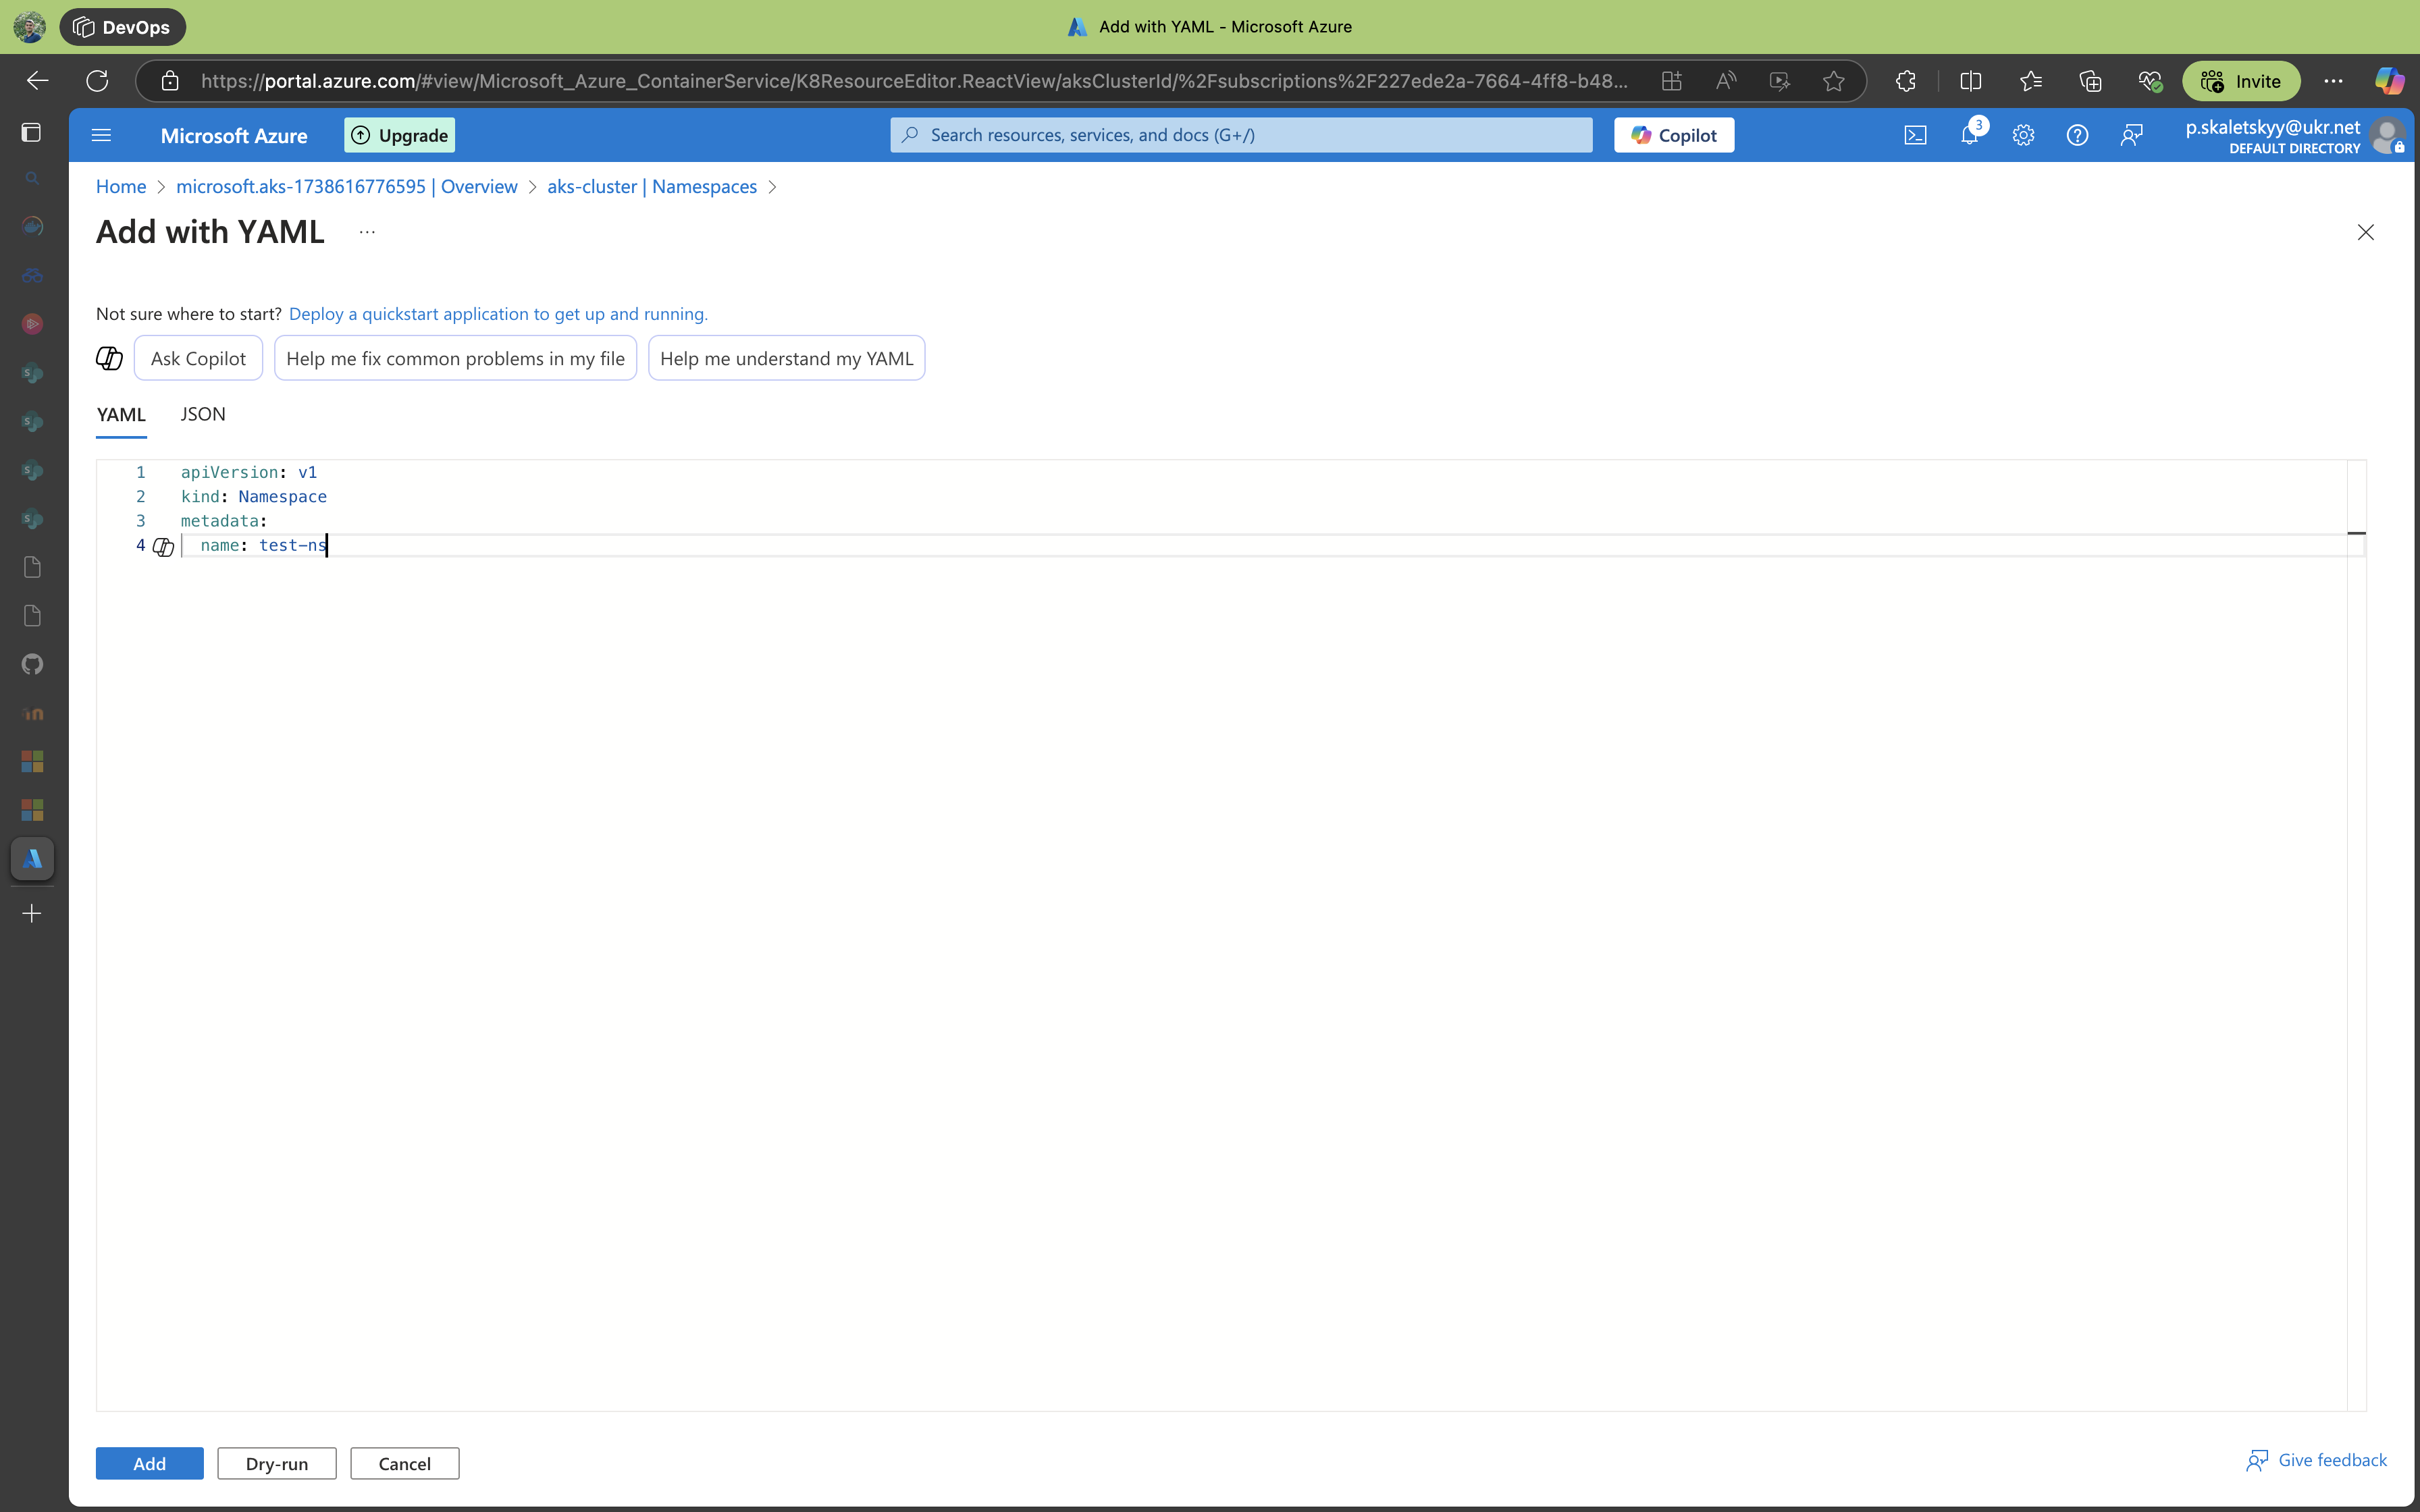 DevOps
Add with YAML - Microsoft Azure
https://portal.azure.com/#view/Microsoft_Azure_ContainerService/K8ResourceEditor.ReactView/aksClusterId/%2Fsubscriptions%2F227ede2a-7664-4ff8-b48...
Invite
Microsoft Azure
Upgrade
Search resources, services, and docs (G+/)
Copilot
3
p.skaletskyy@ukr.net
DEFAULT DIRECTORY
Home > microsoft.aks-1738616776595 | Overview > aks-cluster | Namespaces >
Add with YAML ...
Not sure where to start? Deploy a quickstart application to get up and running.
Ask Copilot
Help me fix common problems in my file
Help me understand my YAML
YAML JSON
1 apiVersion: v1
2 kind: Namespace
3 metadata:
4 name: test-ns
Add
Dry-run
Cancel
Give feedback